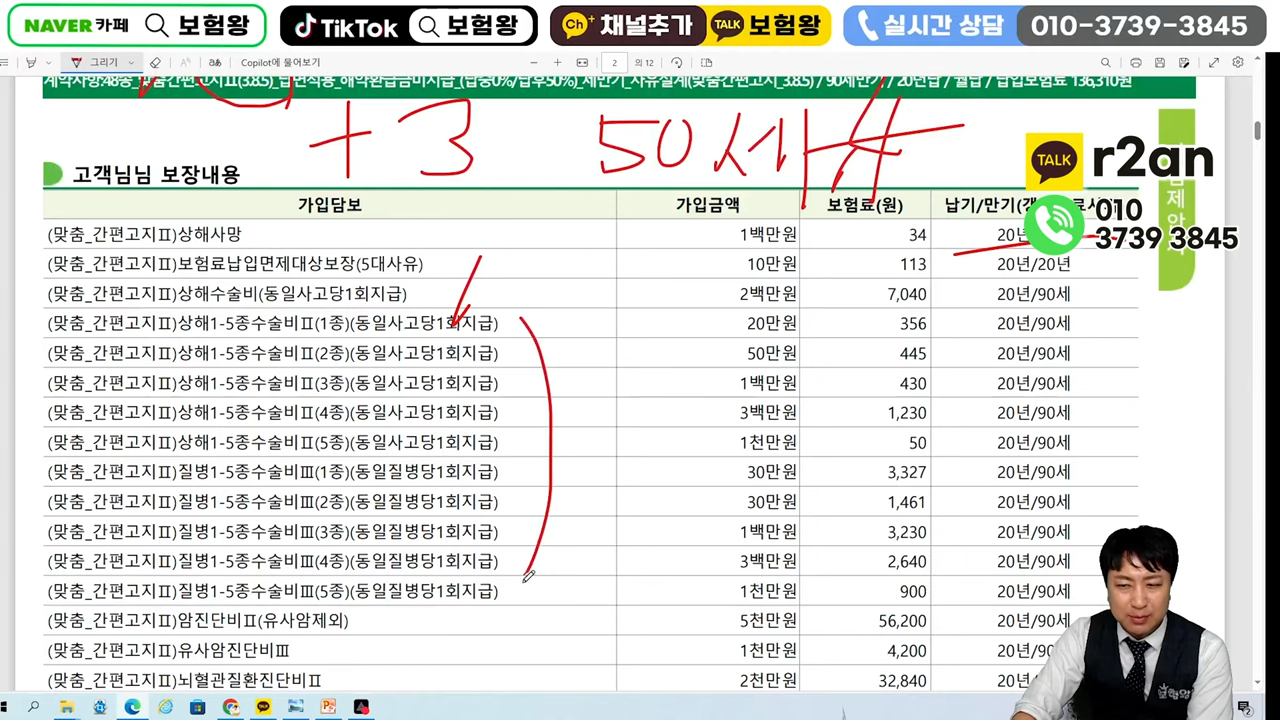 NAVER 카페 보험왕 TikTok 보험왕 Ch+ 채널추가 TALK 보험왕 실시간 상담 010-3739-3845
그리기 가あ Copilot에 물어보기 2 의 12
+3 50세
TALK r2an
010
3739 3845
고객님님 보장내용
가입담보 가입금액 보험료(원)
(맞춤_간편고지Ⅱ)상해사망 1백만원 34
(맞춤_간편고지Ⅱ)보험료납입면제대상보장(5대사유) 10만원 113 20년/20년
(맞춤_간편고지Ⅱ)상해수술비(동일사고당1회지급) 2백만원 7,040 20년/90세
(맞춤_간편고지Ⅱ)상해1-5종수술비Ⅱ(1종)(동일사고당1회지급) 20만원 356 20년/90세
(맞춤_간편고지Ⅱ)상해1-5종수술비Ⅱ(2종)(동일사고당1회지급) 50만원 445 20년/90세
(맞춤_간편고지Ⅱ)상해1-5종수술비Ⅱ(3종)(동일사고당1회지급) 1백만원 430 20년/90세
(맞춤_간편고지Ⅱ)상해1-5종수술비Ⅱ(4종)(동일사고당1회지급) 3백만원 1,230 20년/90세
(맞춤_간편고지Ⅱ)상해1-5종수술비Ⅱ(5종)(동일사고당1회지급) 1천만원 50 20년/90세
(맞춤_간편고지Ⅱ)질병1-5종수술비Ⅲ(1종)(동일질병당1회지급) 30만원 3,327 20년/90세
(맞춤_간편고지Ⅱ)질병1-5종수술비Ⅲ(2종)(동일질병당1회지급) 30만원 1,461 20년/90세
(맞춤_간편고지Ⅱ)질병1-5종수술비Ⅲ(3종)(동일질병당1회지급) 1백만원 3,230 20년/90세
(맞춤_간편고지Ⅱ)질병1-5종수술비Ⅲ(4종)(동일질병당1회지급) 3백만원 2,640 20년/90세
(맞춤_간편고지Ⅱ)질병1-5종수술비Ⅲ(5종)(동일질병당1회지급) 1천만원 900 20년/90세
(맞춤_간편고지Ⅱ)암진단비Ⅱ(유사암제외) 5천만원 56,200 20년/90세
(맞춤_간편고지Ⅱ)유사암진단비Ⅲ 1천만원 4,200
(맞춤_간편고지Ⅱ)뇌혈관질환진단비Ⅱ 2천만원 32,840
보험왕